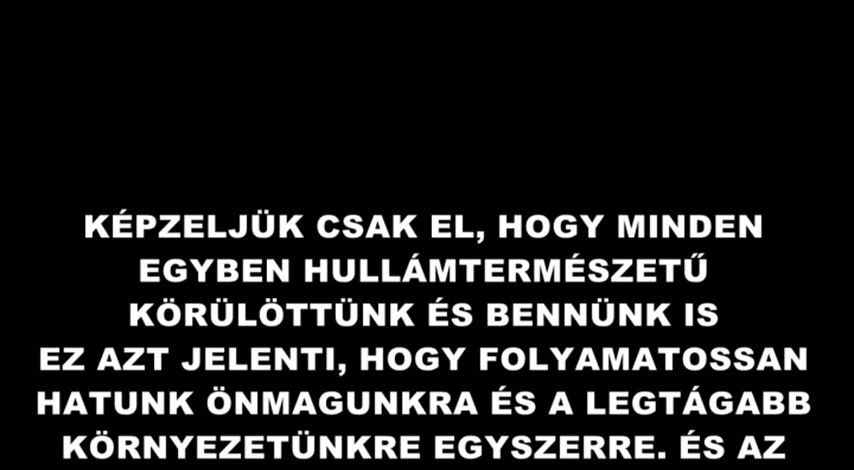 KÉPZELJÜK CSAK EL, HOGY MINDEN
EGYBEN HULLÁMTERMÉSZETŰ
KÖRÜLÖTTÜNK ÉS BENNÜNK IS
EZ AZT JELENTI, HOGY FOLYAMATOSSAN
HATUNK ÖNMAGUNKRA ÉS A LEGTÁGABB
KÖRNYEZETÜNKRE EGYSZERRE. ÉS AZ